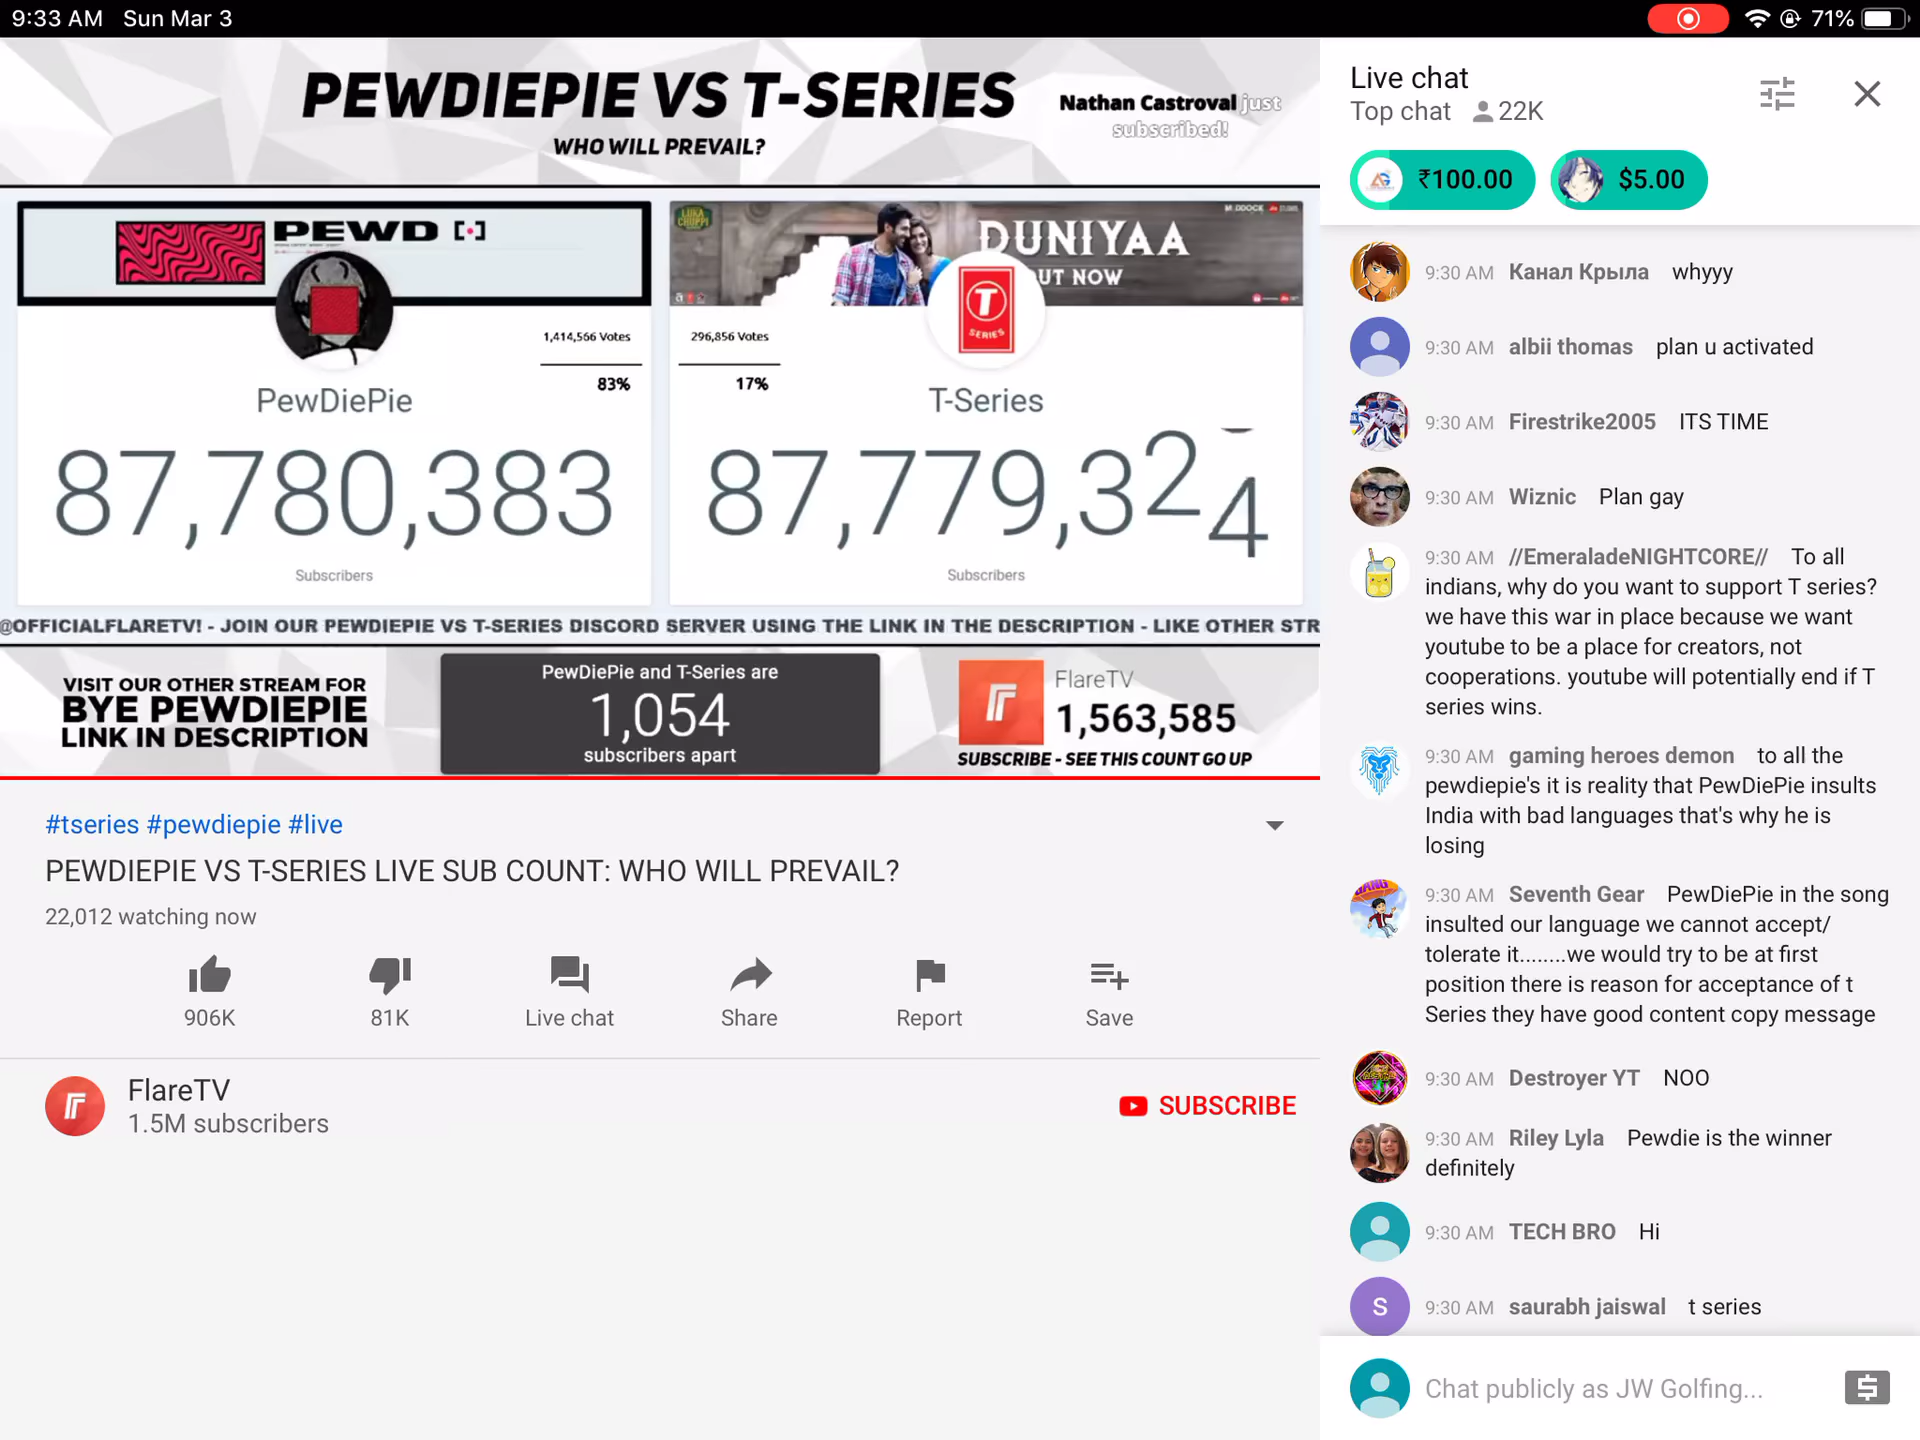 9:33 AM Sun Mar 3
71%
PEWDIEPIE VS T-SERIES
WHO WILL PREVAIL?
Nathan Castroval just
subscribed!
PEWD
1,414,566 Votes
83%
PewDiePie
87,780,383
Subscribers
LUKA
CHUPPI
MADDOCK
DUNIYAA
OUT NOW
296,856 Votes
17%
T
SERIES
T-Series
87,779,324
Subscribers
@OFFICIALFLARETV! - JOIN OUR PEWDIEPIE VS T-SERIES DISCORD SERVER USING THE LINK IN THE DESCRIPTION - LIKE OTHER STR
VISIT OUR OTHER STREAM FOR
BYE PEWDIEPIE
LINK IN DESCRIPTION
PewDiePie and T-Series are
1,054
subscribers apart
FlareTV
1,563,585
SUBSCRIBE - SEE THIS COUNT GO UP
#tseries #pewdiepie #live
PEWDIEPIE VS T-SERIES LIVE SUB COUNT: WHO WILL PREVAIL?
22,012 watching now
906K
81K
Live chat
Share
Report
Save
FlareTV
1.5M subscribers
SUBSCRIBE
Live chat
Top chat 22K
₹100.00
$5.00
9:30 AM Канал Крыла whyyy
9:30 AM albii thomas plan u activated
9:30 AM Firestrike2005 ITS TIME
9:30 AM Wiznic Plan gay
9:30 AM //EmeraladeNIGHTCORE// To all
indians, why do you want to support T series?
we have this war in place because we want
youtube to be a place for creators, not
cooperations. youtube will potentially end if T
series wins.
9:30 AM gaming heroes demon to all the
pewdiepie's it is reality that PewDiePie insults
India with bad languages that's why he is
losing
9:30 AM Seventh Gear PewDiePie in the song
insulted our language we cannot accept/
tolerate it........we would try to be at first
position there is reason for acceptance of t
Series they have good content copy message
9:30 AM Destroyer YT NOO
9:30 AM Riley Lyla Pewdie is the winner
definitely
9:30 AM TECH BRO Hi
S
9:30 AM saurabh jaiswal t series
Chat publicly as JW Golfing...